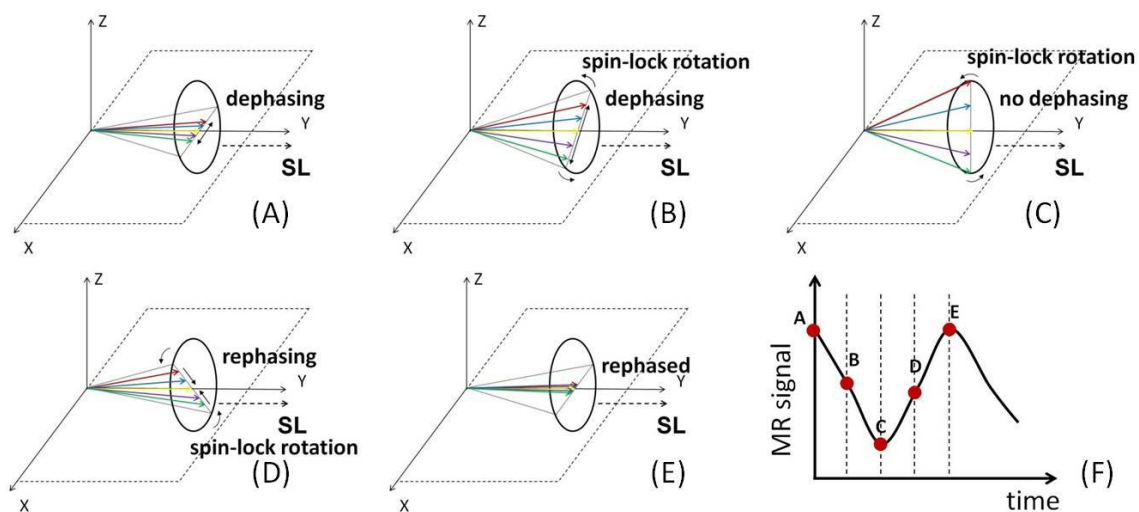 Z
dephasing
Y
SL
X
(A)
Z
spin-lock rotation
dephasing
Y
SL
X
(B)
Z
spin-lock rotation
no dephasing
Y
SL
X
(C)
Z
rephasing
Y
SL
spin-lock rotation
X
(D)
Z
rephased
Y
SL
X
(E)
MR signal
A
B
C
D
E
time
(F)